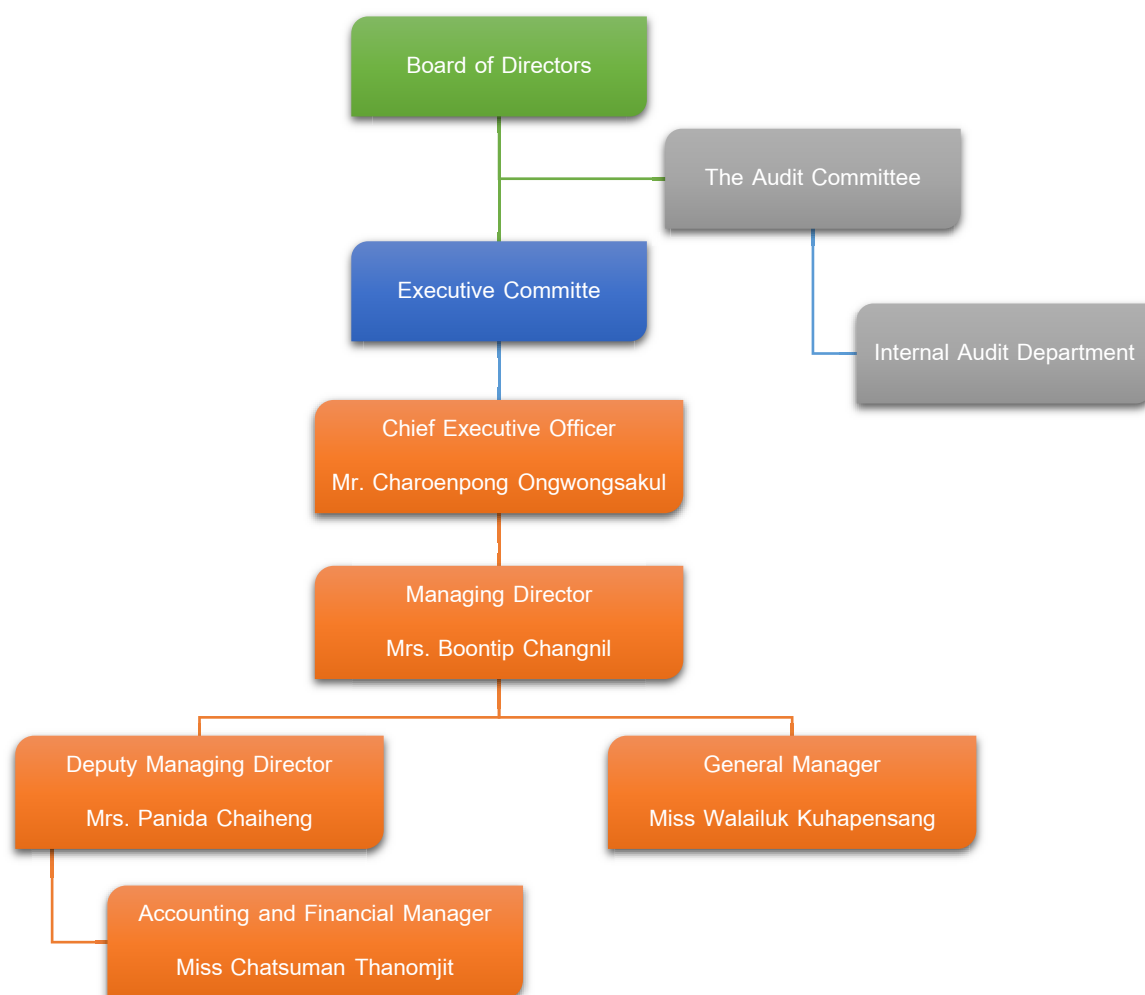 Board of Directors
The Audit Committee
Executive Committe
Internal Audit Department
Chief Executive Officer
Mr. Charoenpong Ongwongsakul
Managing Director
Mrs. Boontip Changnil
Deputy Managing Director
Mrs. Panida Chaiheng
General Manager
Miss Walailuk Kuhapensang
Accounting and Financial Manager
Miss Chatsuman Thanomjit